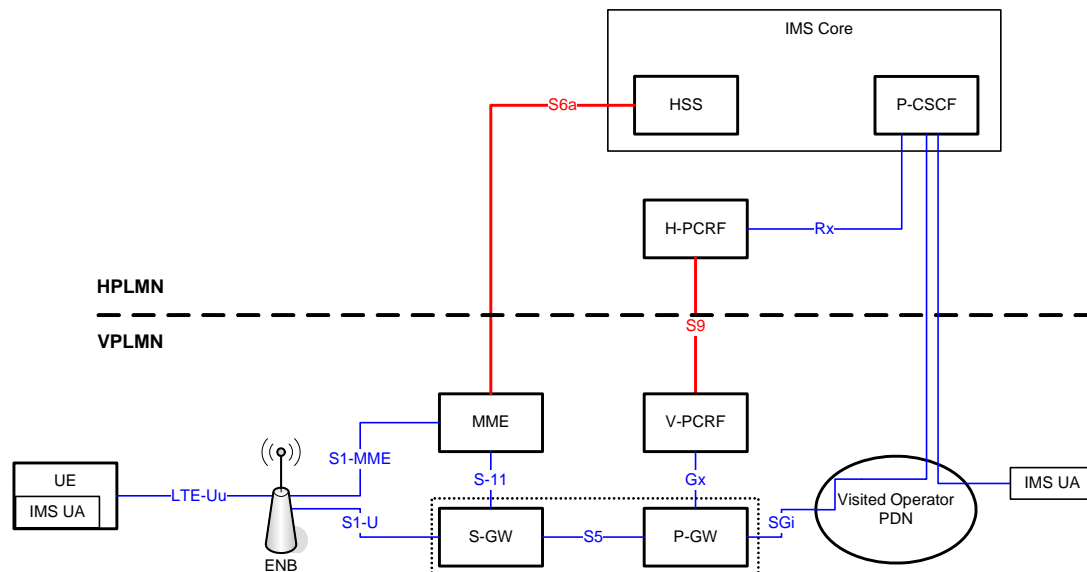 IMS Core
HSS
P-CSCF
S6a
H-PCRF
Rx
HPLMN
VPLMN
S9
MME
V-PCRF
S1-MME
UE
IMS UA
LTE-Uu
S-11
Gx
Visited Operator
PDN
IMS UA
S1-U
S-GW
S5
P-GW
SGi
ENB